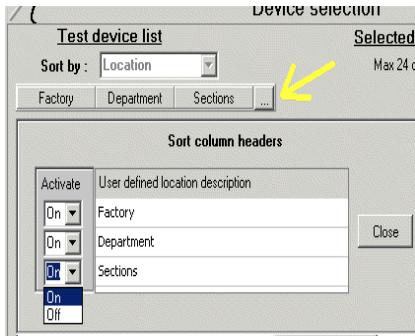 Device selection
Test device list Selected
Sort by : Location Max 24
Factory Department Sections ...
Sort column headers
Activate User defined location description
On Factory
On Department
On Sections
Close
On
Off